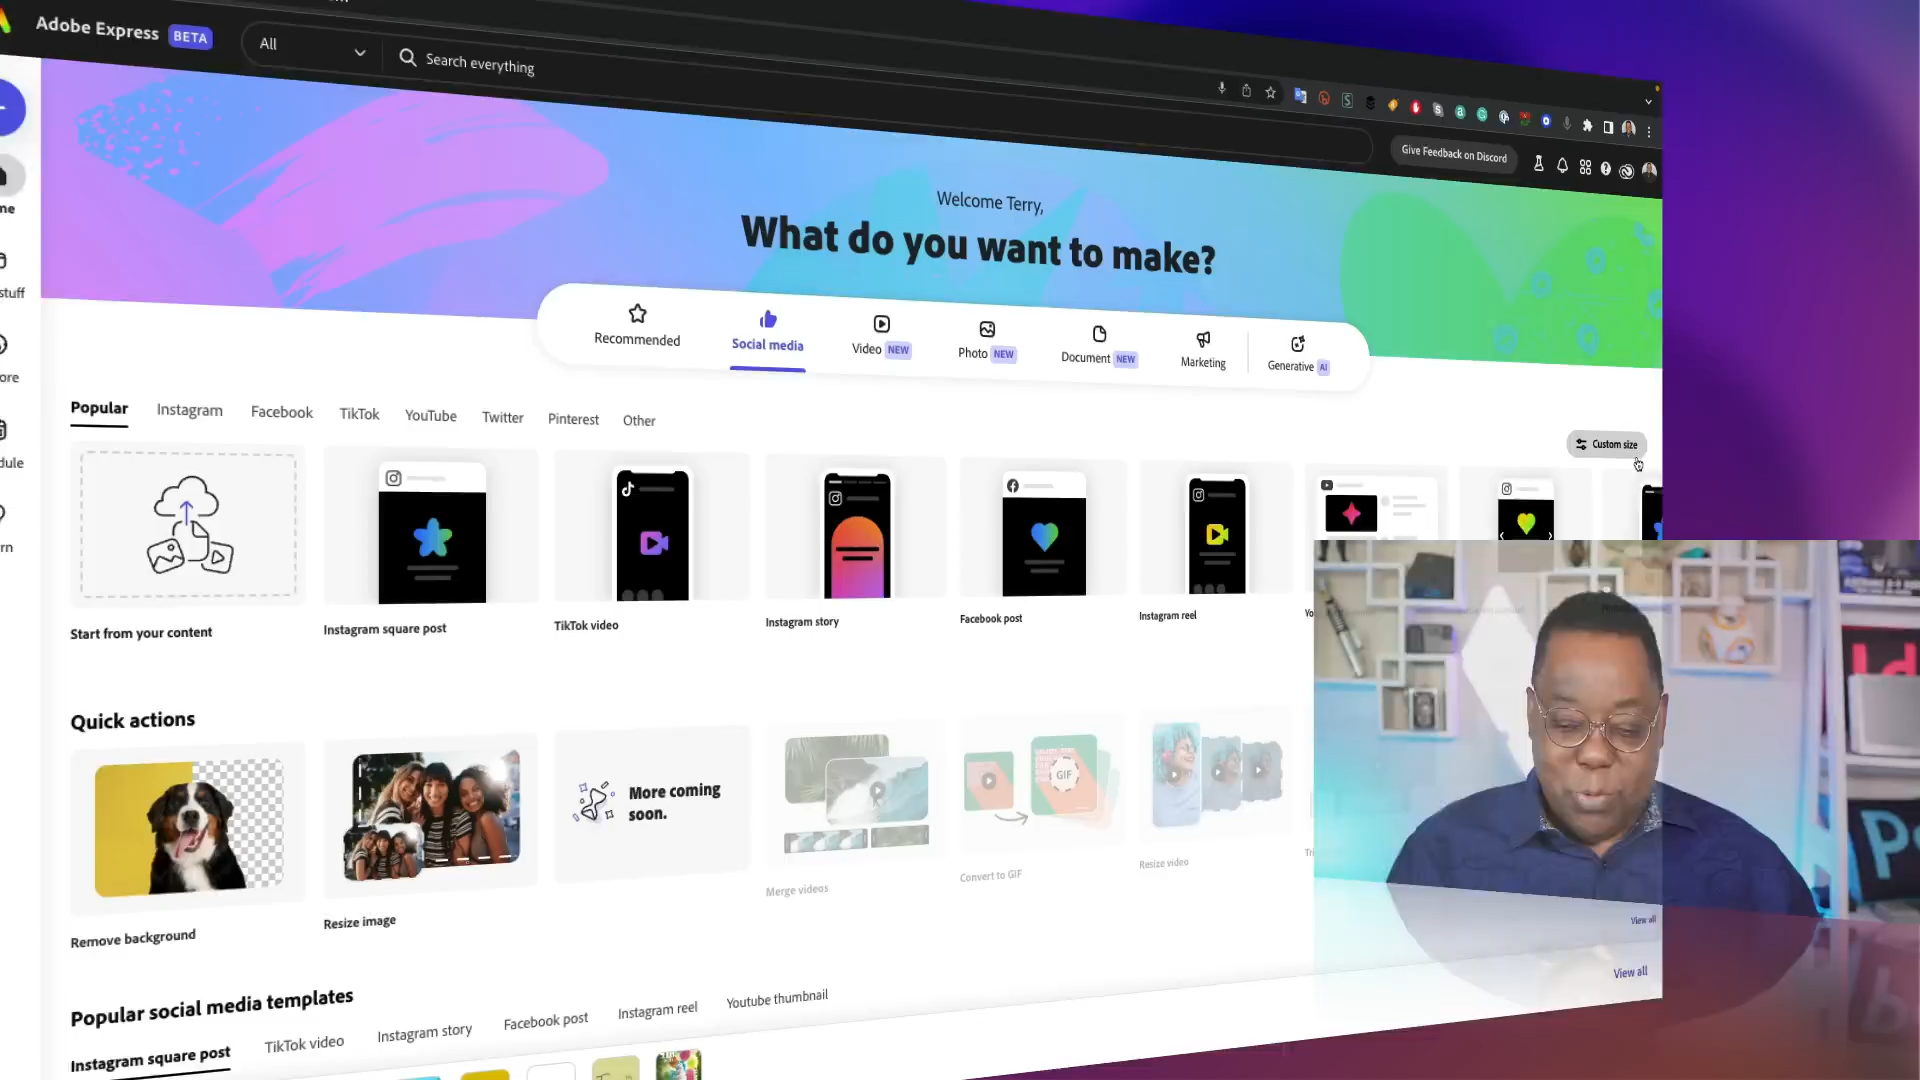 Adobe Express BETA
All
Search everything
Give Feedback on Discord
Welcome Terry,
What do you want to make?
Recommended
Social media
Video NEW
Photo NEW
Document NEW
Marketing
Generative AI
Popular
Instagram
Facebook
TikTok
YouTube
Twitter
Pinterest
Other
Custom size
Start from your content
Instagram square post
TikTok video
Instagram story
Facebook post
Instagram reel
Quick actions
More coming
soon.
GIF
Remove background
Resize image
Merge videos
Convert to GIF
Resize video
View all
View all
Popular social media templates
Instagram square post
TikTok video
Instagram story
Facebook post
Instagram reel
Youtube thumbnail